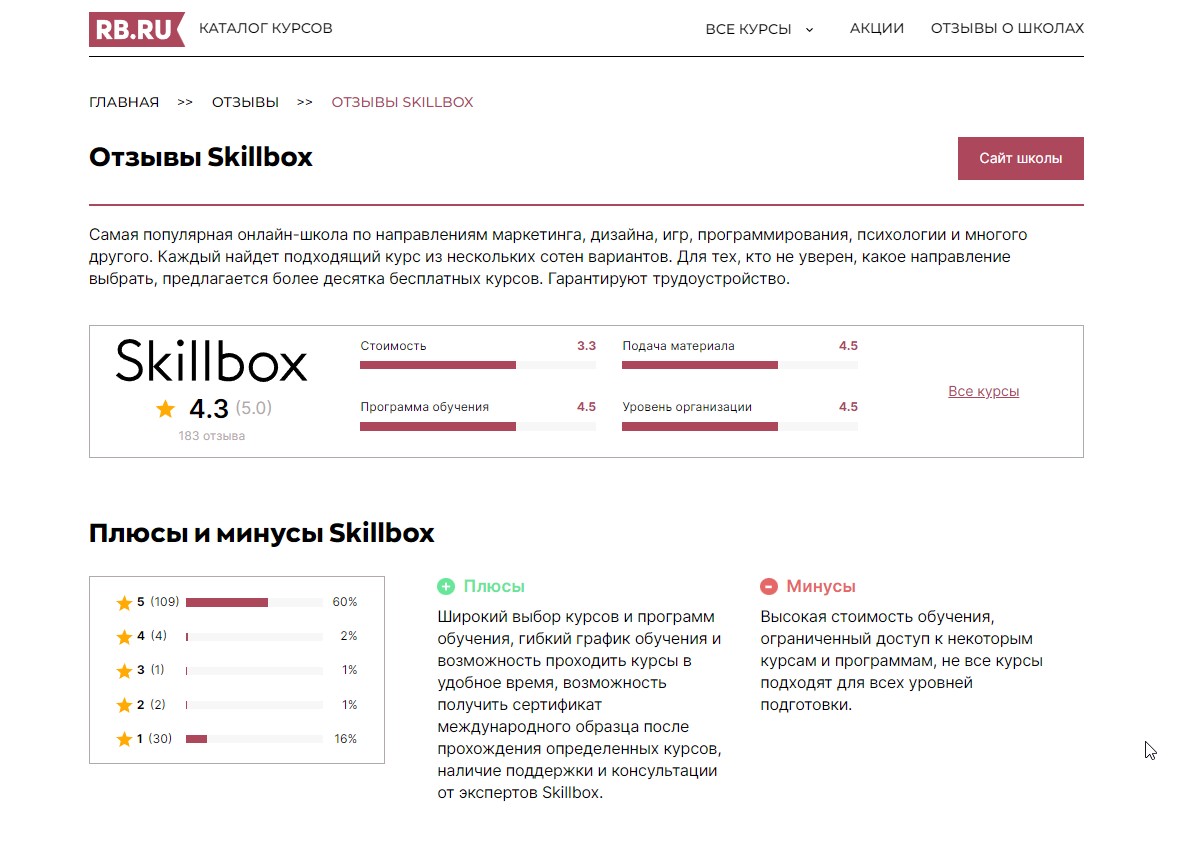 RB.RU КАТАЛОГ КУРСОВ ВСЕ КУРСЫ АКЦИИ ОТЗЫВЫ О ШКОЛАХ
ГЛАВНАЯ >> ОТЗЫВЫ >> ОТЗЫВЫ SKILLBOX
Отзывы Skillbox
Сайт школы
Самая популярная онлайн-школа по направлениям маркетинга, дизайна, игр, программирования, психологии и многого
другого. Каждый найдет подходящий курс из нескольких сотен вариантов. Для тех, кто не уверен, какое направление
выбрать, предлагается более десятка бесплатных курсов. Гарантируют трудоустройство.
Skillbox
4.3 (5.0)
183 отзыва
Стоимость 3.3
Подача материала 4.5
Программа обучения 4.5
Уровень организации 4.5
Все курсы
Плюсы и минусы Skillbox
5 (109) 60%
4 (4) 2%
3 (1) 1%
2 (2) 1%
1 (30) 16%
Плюсы
Широкий выбор курсов и программ
обучения, гибкий график обучения и
возможность проходить курсы в
удобное время, возможность
получить сертификат
международного образца после
прохождения определенных курсов,
наличие поддержки и консультации
от экспертов Skillbox.
Минусы
Высокая стоимость обучения,
ограниченный доступ к некоторым
курсам и программам, не все курсы
подходят для всех уровней
подготовки.